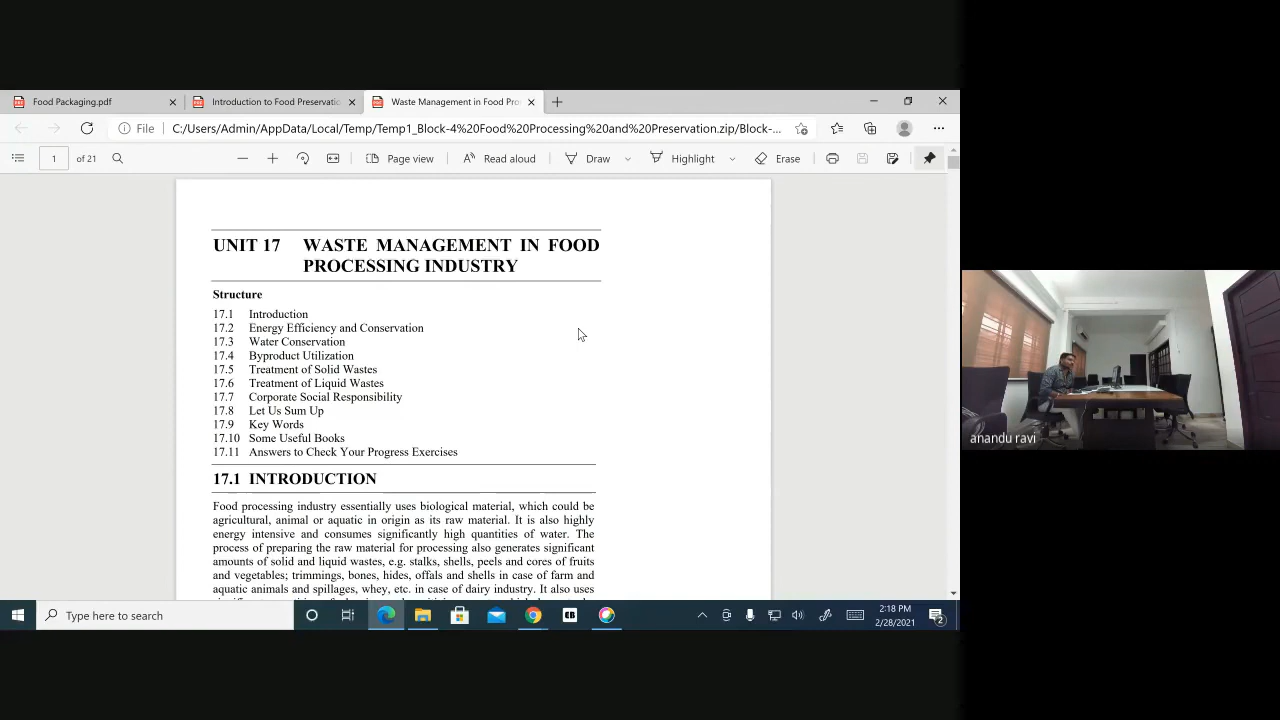 Food Packaging.pdf
Introduction to Food Preservatio
Waste Management in Food Pro
File
C:/Users/Admin/AppData/Local/Temp/Temp1_Block-4%20Food%20Processing%20and%20Preservation.zip/Block-...
1 of 21
Page view
Read aloud
Draw
Highlight
Erase
UNIT 17 WASTE MANAGEMENT IN FOOD
PROCESSING INDUSTRY
Structure
17.1 Introduction
17.2 Energy Efficiency and Conservation
17.3 Water Conservation
17.4 Byproduct Utilization
17.5 Treatment of Solid Wastes
17.6 Treatment of Liquid Wastes
17.7 Corporate Social Responsibility
17.8 Let Us Sum Up
17.9 Key Words
17.10 Some Useful Books
17.11 Answers to Check Your Progress Exercises
17.1 INTRODUCTION
Food processing industry essentially uses biological material, which could be
agricultural, animal or aquatic in origin as its raw material. It is also highly
energy intensive and consumes significantly high quantities of water. The
process of preparing the raw material for processing also generates significant
amounts of solid and liquid wastes, e.g. stalks, shells, peels and cores of fruits
and vegetables; trimmings, bones, hides, offals and shells in case of farm and
aquatic animals and spillages, whey, etc. in case of dairy industry. It also uses
anandu ravi
Type here to search
2:18 PM
2/28/2021
2